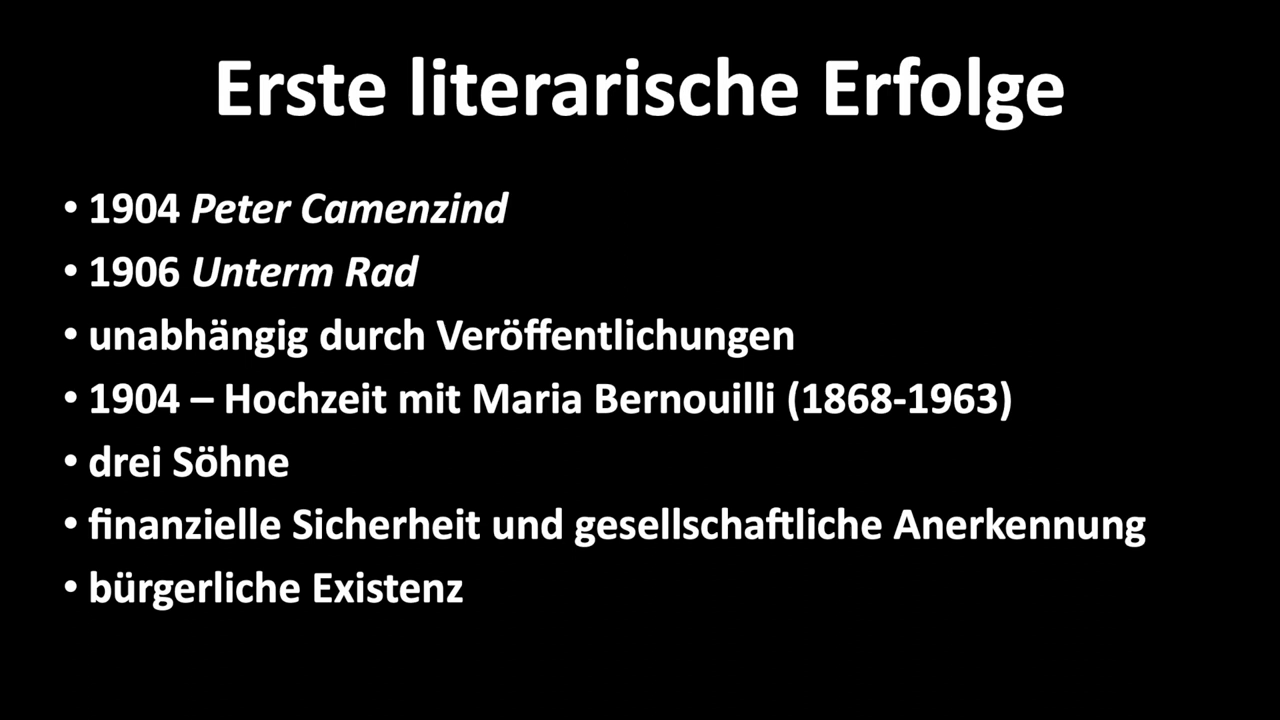 Erste literarische Erfolge
• 1904 Peter Camenzind
• 1906 Unterm Rad
• unabhängig durch Veröffentlichungen
• 1904 – Hochzeit mit Maria Bernouilli (1868-1963)
• drei Söhne
• finanzielle Sicherheit und gesellschaftliche Anerkennung
• bürgerliche Existenz